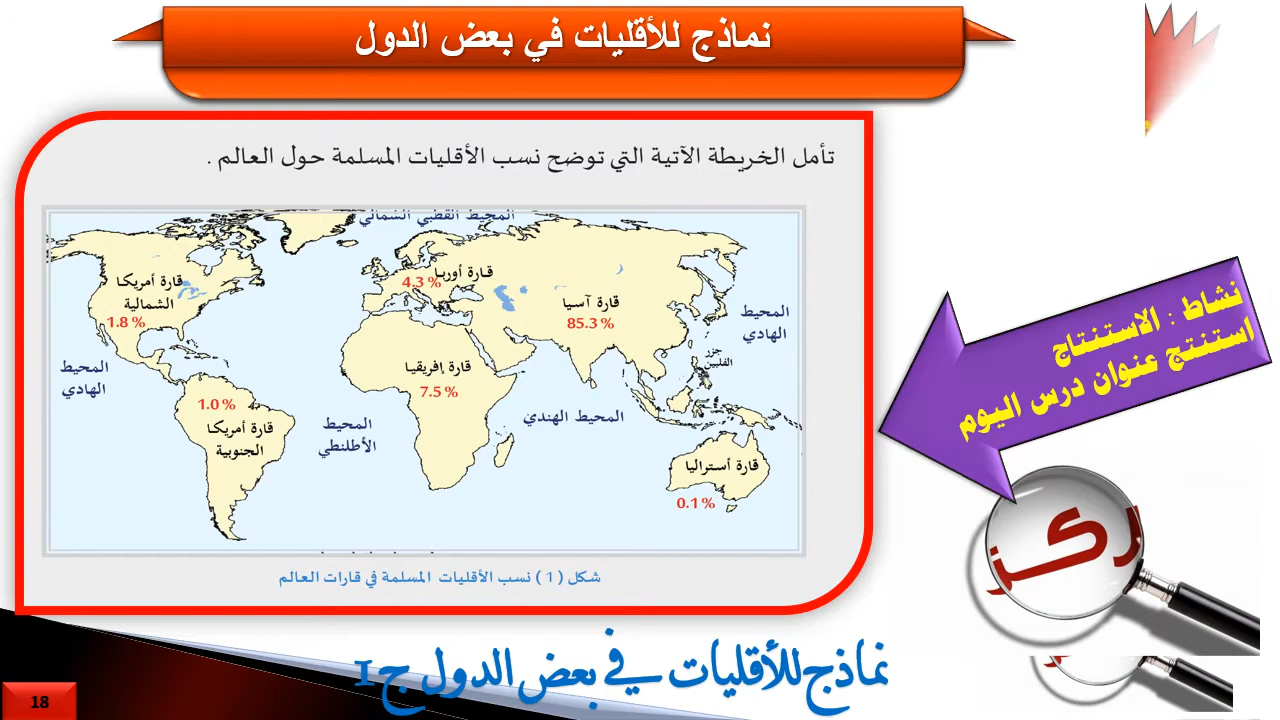 نماذج للأقليات في بعض الدول
تأمل الخريطة الآتية التي توضح نسب الأقليات المسلمة حول العالم .
المحيط القطبي الشمالي
قارة أوربا
4.3 %
قارة أمريكا
الشمالية
1.8 %
قارة آسيا
85.3 %
المحيط
الهادي
جزر
الفلبين
المحيط
الهادي
قارة إفريقيا
7.5 %
1.0 %
قارة أمريكا
الجنوبية
المحيط
الأطلنطي
المحيط الهندي
قارة أستراليا
0.1 %
شكل ( 1 ) نسب الأقليات المسلمة في قارات العالم
نشاط : الاستنتاج
استنتج عنوان درس اليوم
ركز
نماذج للأقليات في بعض الدول ج1
18